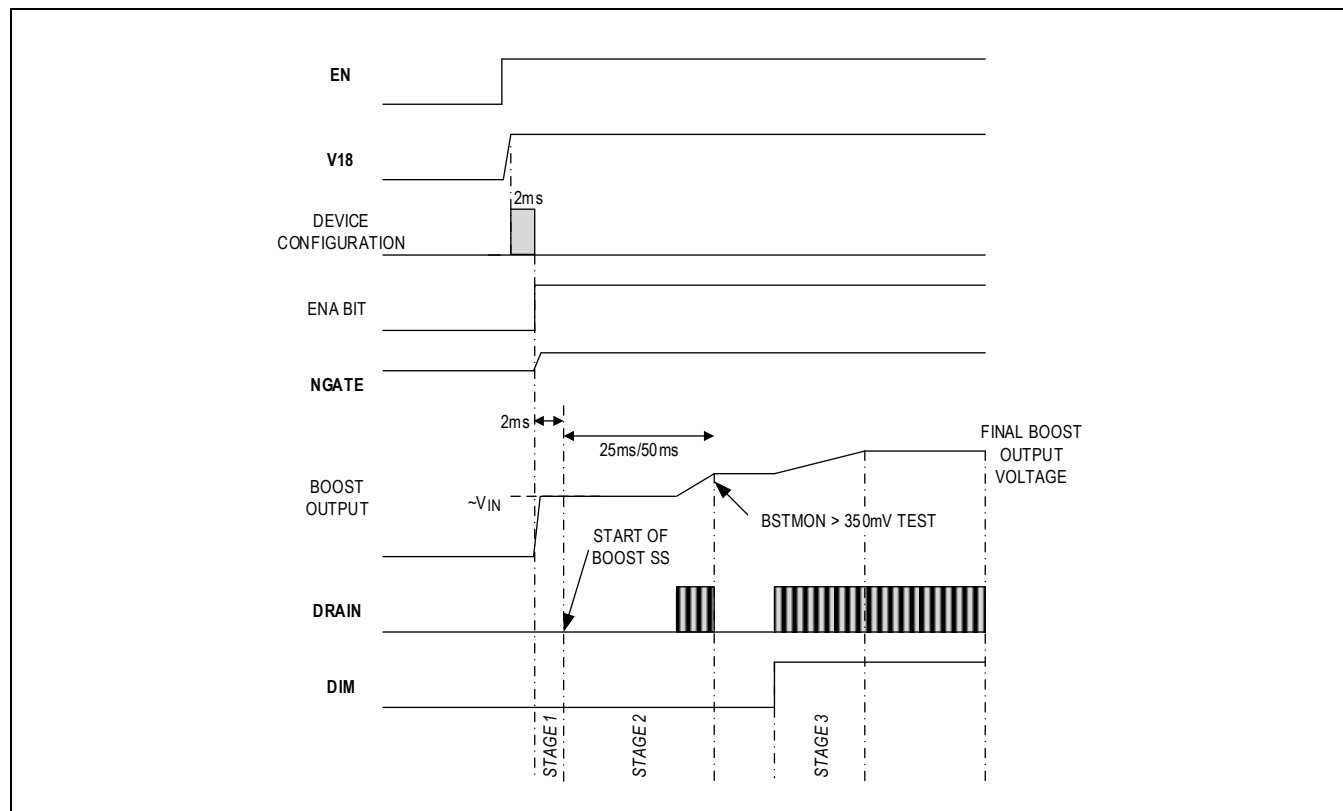 EN
V18
2ms
DEVICE
CONFIGURATION
ENA BIT
NGATE
2ms
25ms/50ms
FINAL BOOST
OUTPUT
VOLTAGE
BOOST
OUTPUT
~VIN
BSTMON > 350mV TEST
START OF
BOOST SS
DRAIN
DIM
STAGE 1
STAGE 2
STAGE 3